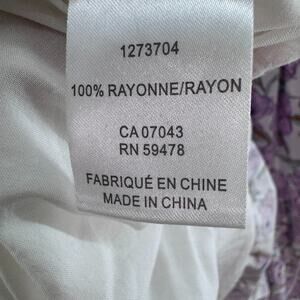 1273704
100% RAYONNE/RAYON
CA 07043
RN 59478
FABRIQUÉ EN CHINE
MADE IN CHINA